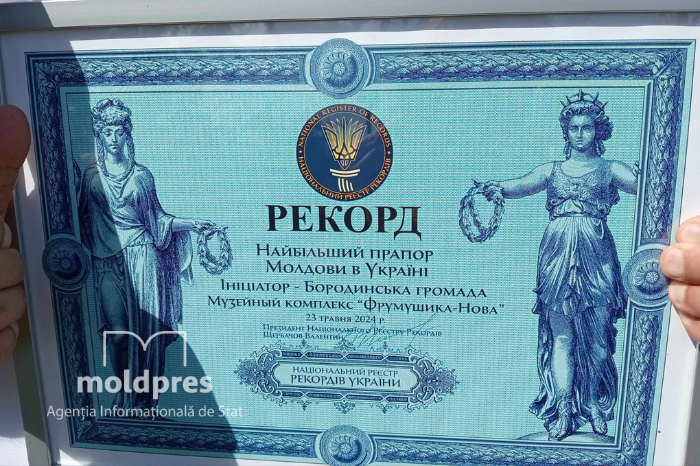 NATIONAL REGISTER OF RECORDS
НАЦІОНАЛЬНИЙ РЕЄСТР РЕКОРДІВ
РЕКОРД
Найбільший прапор
Молдови в Україні
Ініціатор - Бородинська громада
Музейный комплекс "Фрумушика-Нова"
23 травня 2024 р.
Президент Національного Реєстру Рекордів
Щербачов Валентин
НАЦІОНАЛЬНИЙ РЕЄСТР
РЕКОРДІВ УКРАЇНИ
moldpres
Agenția Informațională de Stat